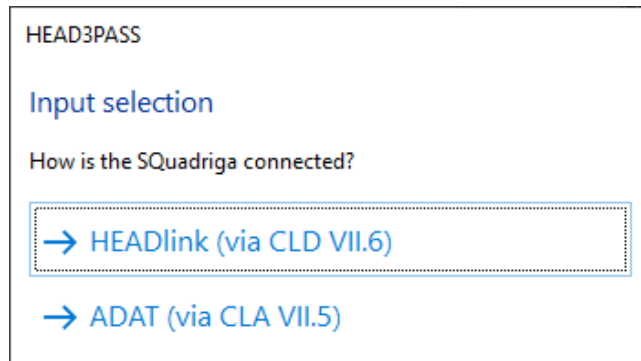 HEAD3PASS
Input selection
How is the SQuadriga connected?
→ HEADlink (via CLD VII.6)
→ ADAT (via CLA VII.5)